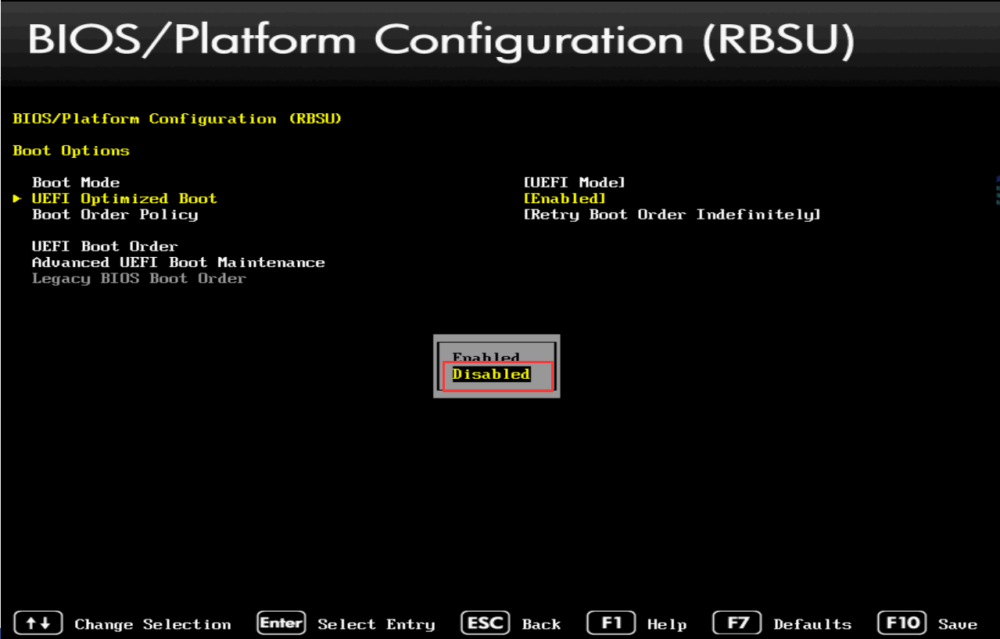 BIOS/Platform Configuration (RBSU)
BIOS/Platform Configuration (RBSU)
Boot Options
Boot Mode [UEFI Mode]
UEFI Optimized Boot [Enabled]
Boot Order Policy [Retry Boot Order Indefinitely]
UEFI Boot Order
Advanced UEFI Boot Maintenance
Legacy BIOS Boot Order
Enabled
Disabled
↑↓ Change Selection Enter Select Entry ESC Back F1 Help F7 Defaults F10 Save